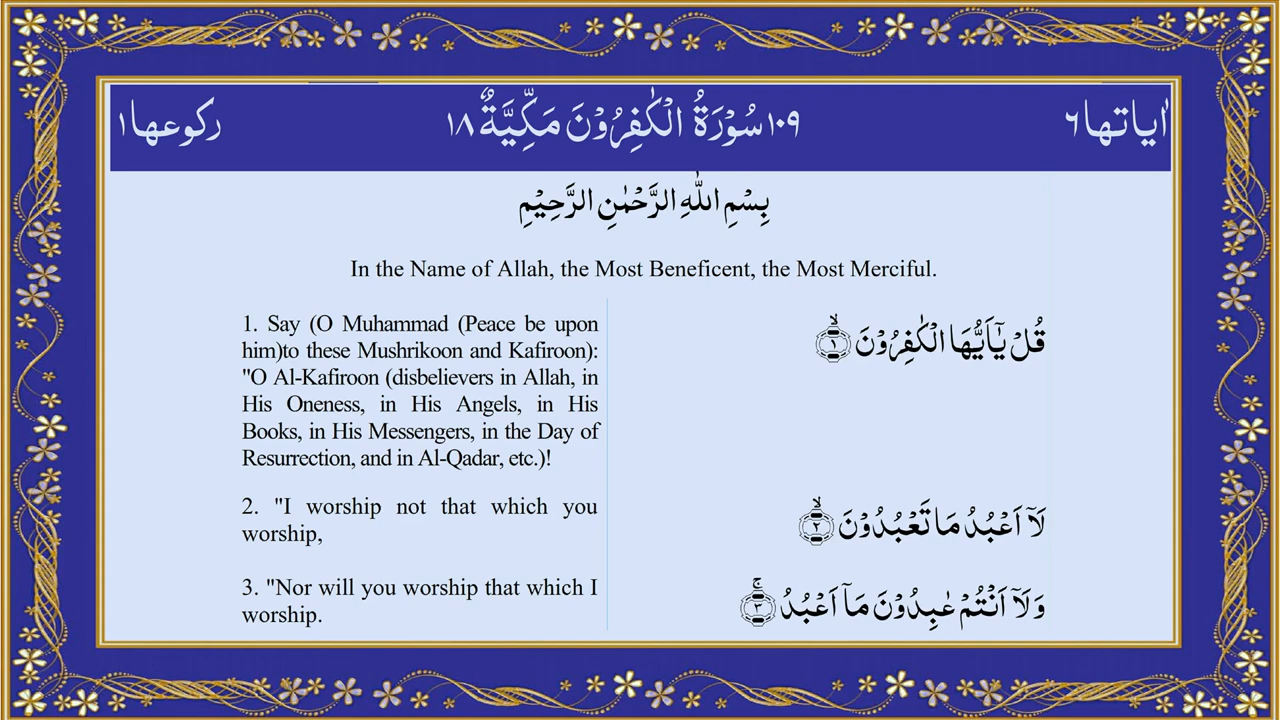 اٰیاتها ٦ ١٠٩ سُوْرَةُ الْكٰفِرُوْنَ مَكِّيَّةٌ ١٨ ركوعها ١
بِسْمِ اللّٰهِ الرَّحْمٰنِ الرَّحِيْمِ
In the Name of Allah, the Most Beneficent, the Most Merciful.
1. Say (O Muhammad (Peace be upon
him)to these Mushrikoon and Kafiroon):
"O Al-Kafiroon (disbelievers in Allah, in
His Oneness, in His Angels, in His
Books, in His Messengers, in the Day of
Resurrection, and in Al-Qadar, etc.)!
قُلْ يٰۤاَيُّهَا الْكٰفِرُوْنَ ۙ﴿١﴾
2. "I worship not that which you
worship,
لَاۤ اَعْبُدُ مَا تَعْبُدُوْنَ ۙ﴿٢﴾
3. "Nor will you worship that which I
worship.
وَلَاۤ اَنْتُمْ عٰبِدُوْنَ مَاۤ اَعْبُدُ ۚ﴿٣﴾